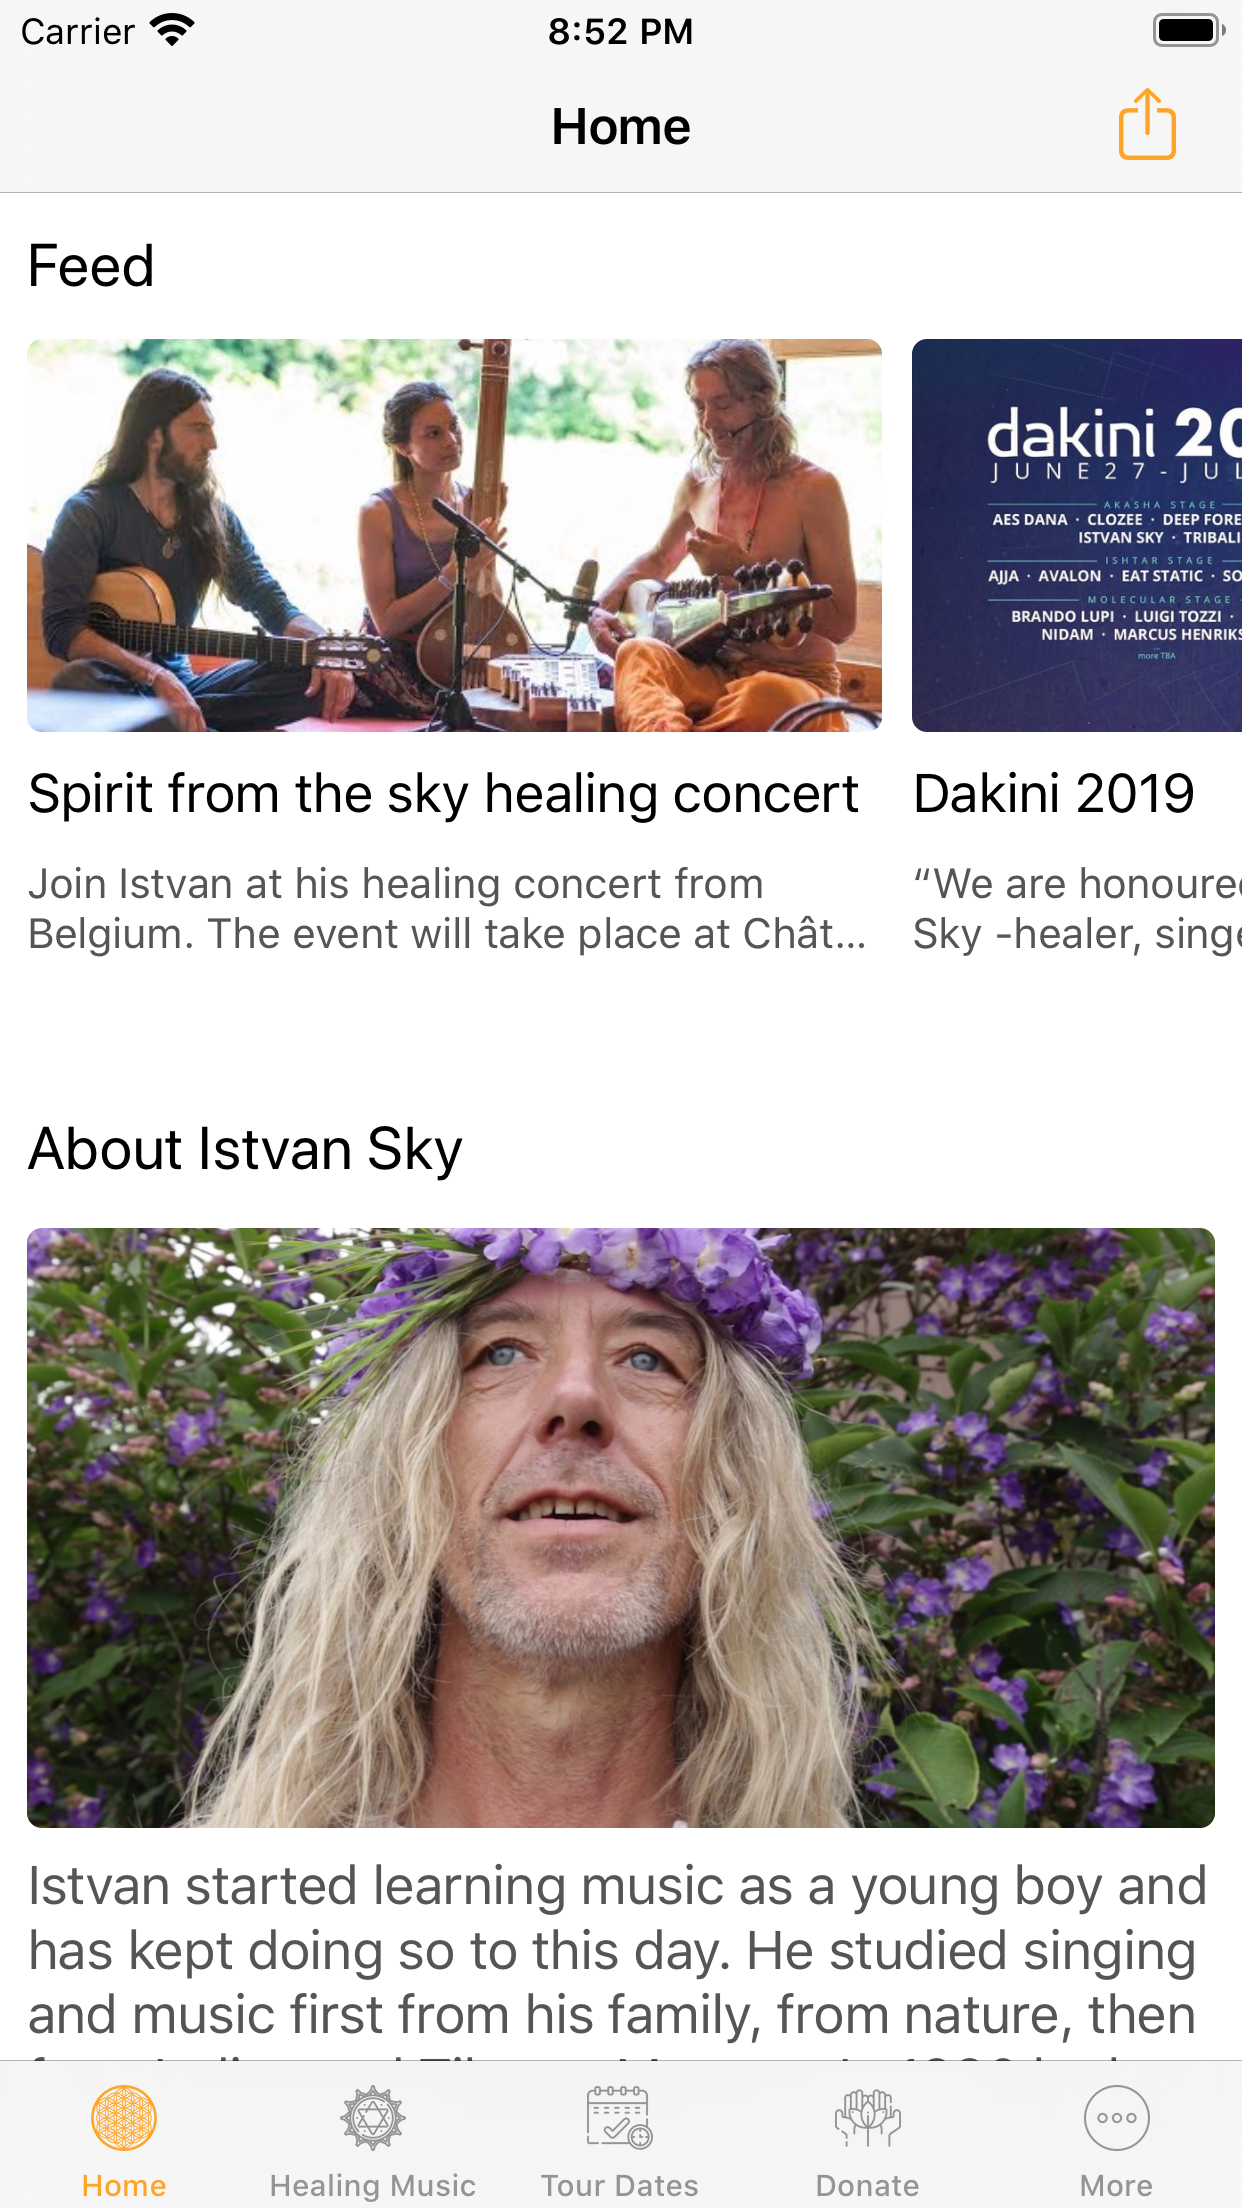 Carrier
8:52 PM
Home
Feed
dakini 20
JUNE27-JUL
AKASHA STAGE
AES DANA · CLOZEE · DEEP FORE
ISTVAN SKY · TRIBALI
ISHTAR STAGE
AJJA · AVALON · EAT STATIC · SO
MOLECULAR STAGE
BRANDO LUPI · LUIGI TOZZI ·
NIDAM · MARCUS HENRIKS
more TBA
Spirit from the sky healing concert
Join Istvan at his healing concert from
Belgium. The event will take place at Chât...
Dakini 2019
“We are honoured
Sky -healer, singe
About Istvan Sky
Istvan started learning music as a young boy and
has kept doing so to this day. He studied singing
and music first from his family, from nature, then
Home
Healing Music
Tour Dates
Donate
More